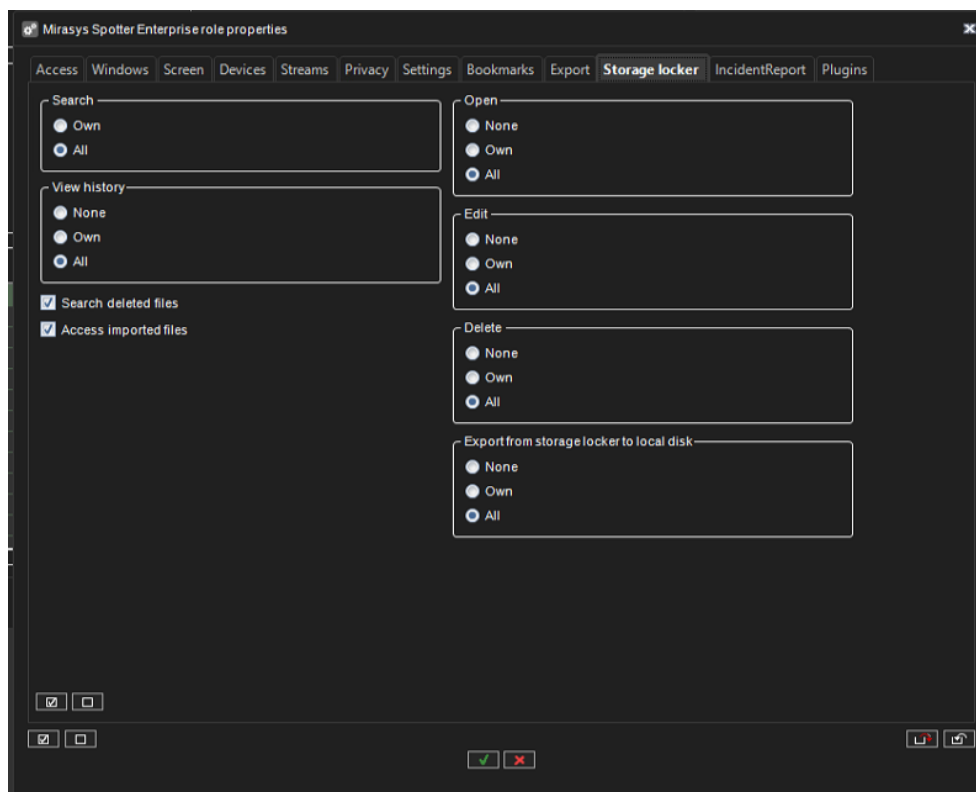 Mirasys Spotter Enterprise role properties
Access Windows Screen Devices Streams Privacy Settings Bookmarks Export Storage locker IncidentReport Plugins
Search
Own
All
View history
None
Own
All
Search deleted files
Access imported files
Open
None
Own
All
Edit
None
Own
All
Delete
None
Own
All
Export from storage locker to local disk
None
Own
All